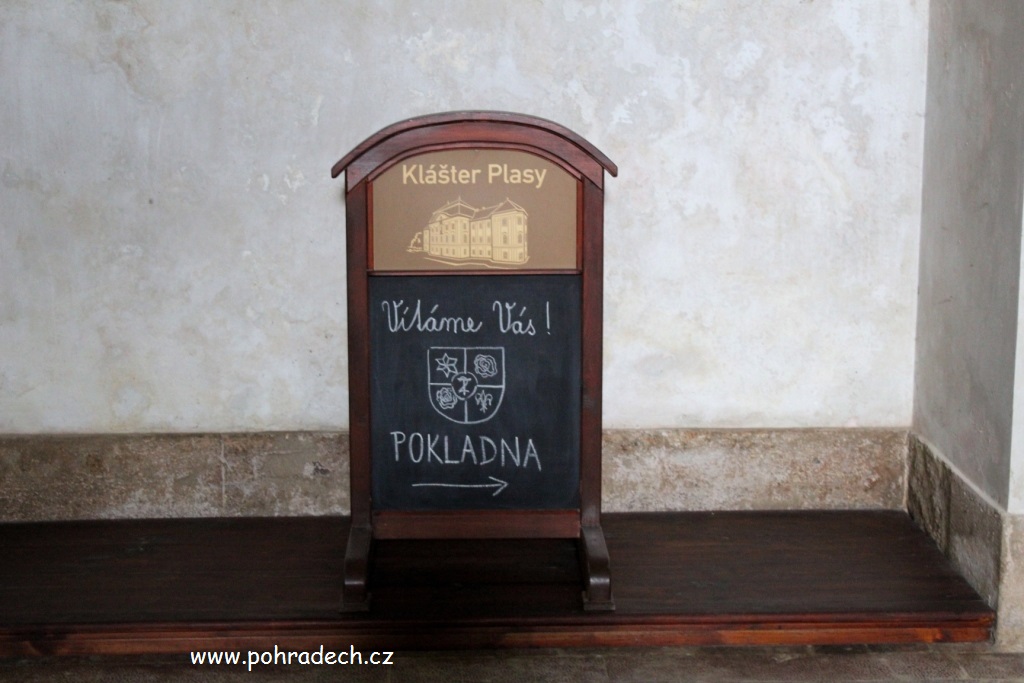 Klášter Plasy
Vítáme Vás!
POKLADNA
www.pohradech.cz